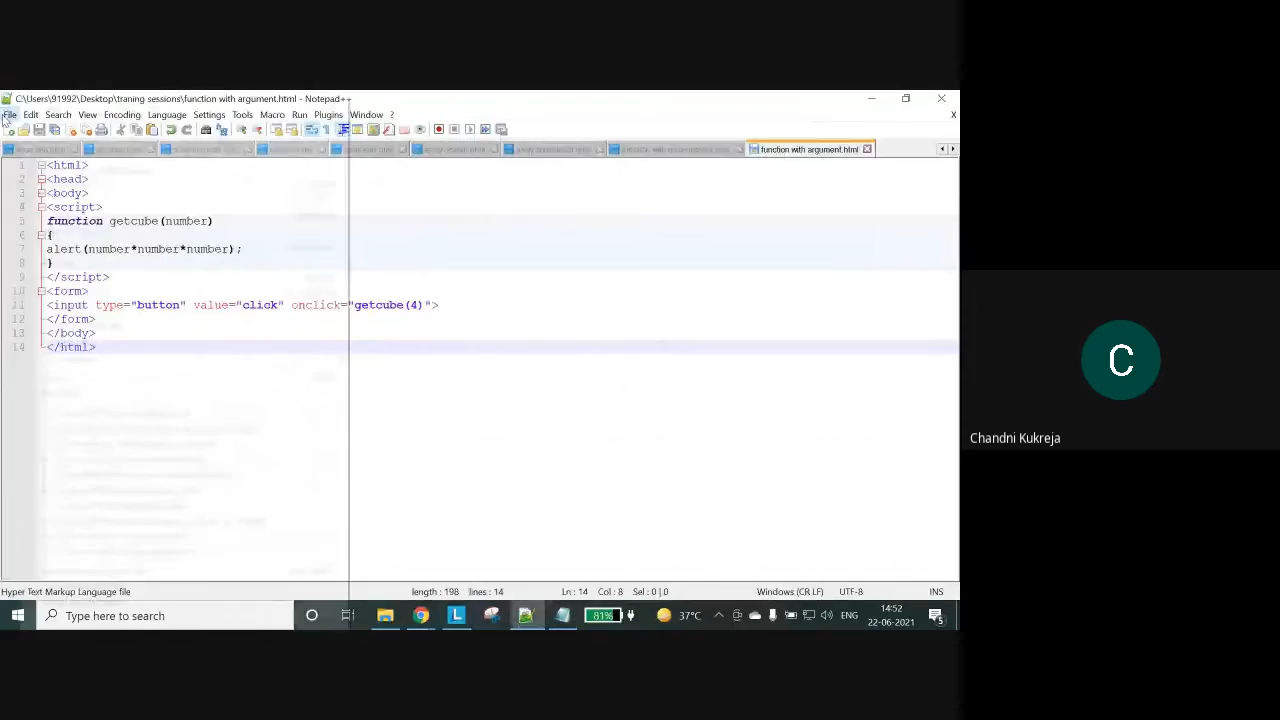 C:\Users\91992\Desktop\traning sessions\function with argument.html - Notepad++
File Edit Search View Encoding Language Settings Tools Macro Run Plugins Window ?
X
function with argument.html
1 <html>
2 <head>
3 <body>
4 <script>
5 function getcube(number)
6 {
7 alert(number*number*number);
8 }
9 </script>
10 <form>
11 <input type="button" value="click" onclick="getcube(4)">
12 </form>
13 </body>
14 </html>
C
Chandni Kukreja
Hyper Text Markup Language file length : 198 lines : 14 Ln : 14 Col : 8 Sel : 0 | 0 Windows (CR LF) UTF-8 INS
Type here to search L 81% 37°C ENG 14:52
22-06-2021
5